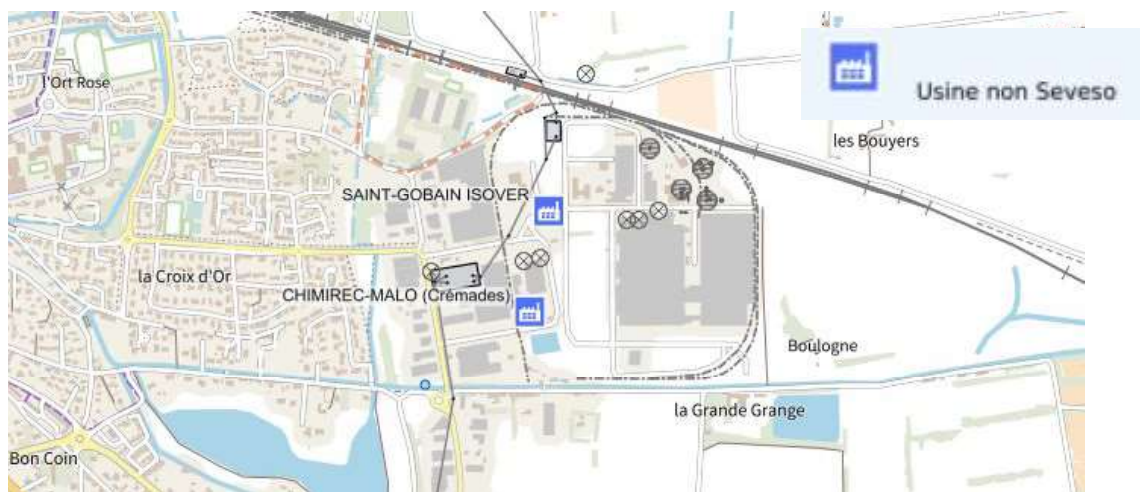 l'Ort Rose
Usine non Seveso
les Bouyers
SAINT-GOBAIN ISOVER
la Croix d'Or
CHIMIREC-MALO (Crémades)
Boulogne
la Grande Grange
Bon Coin